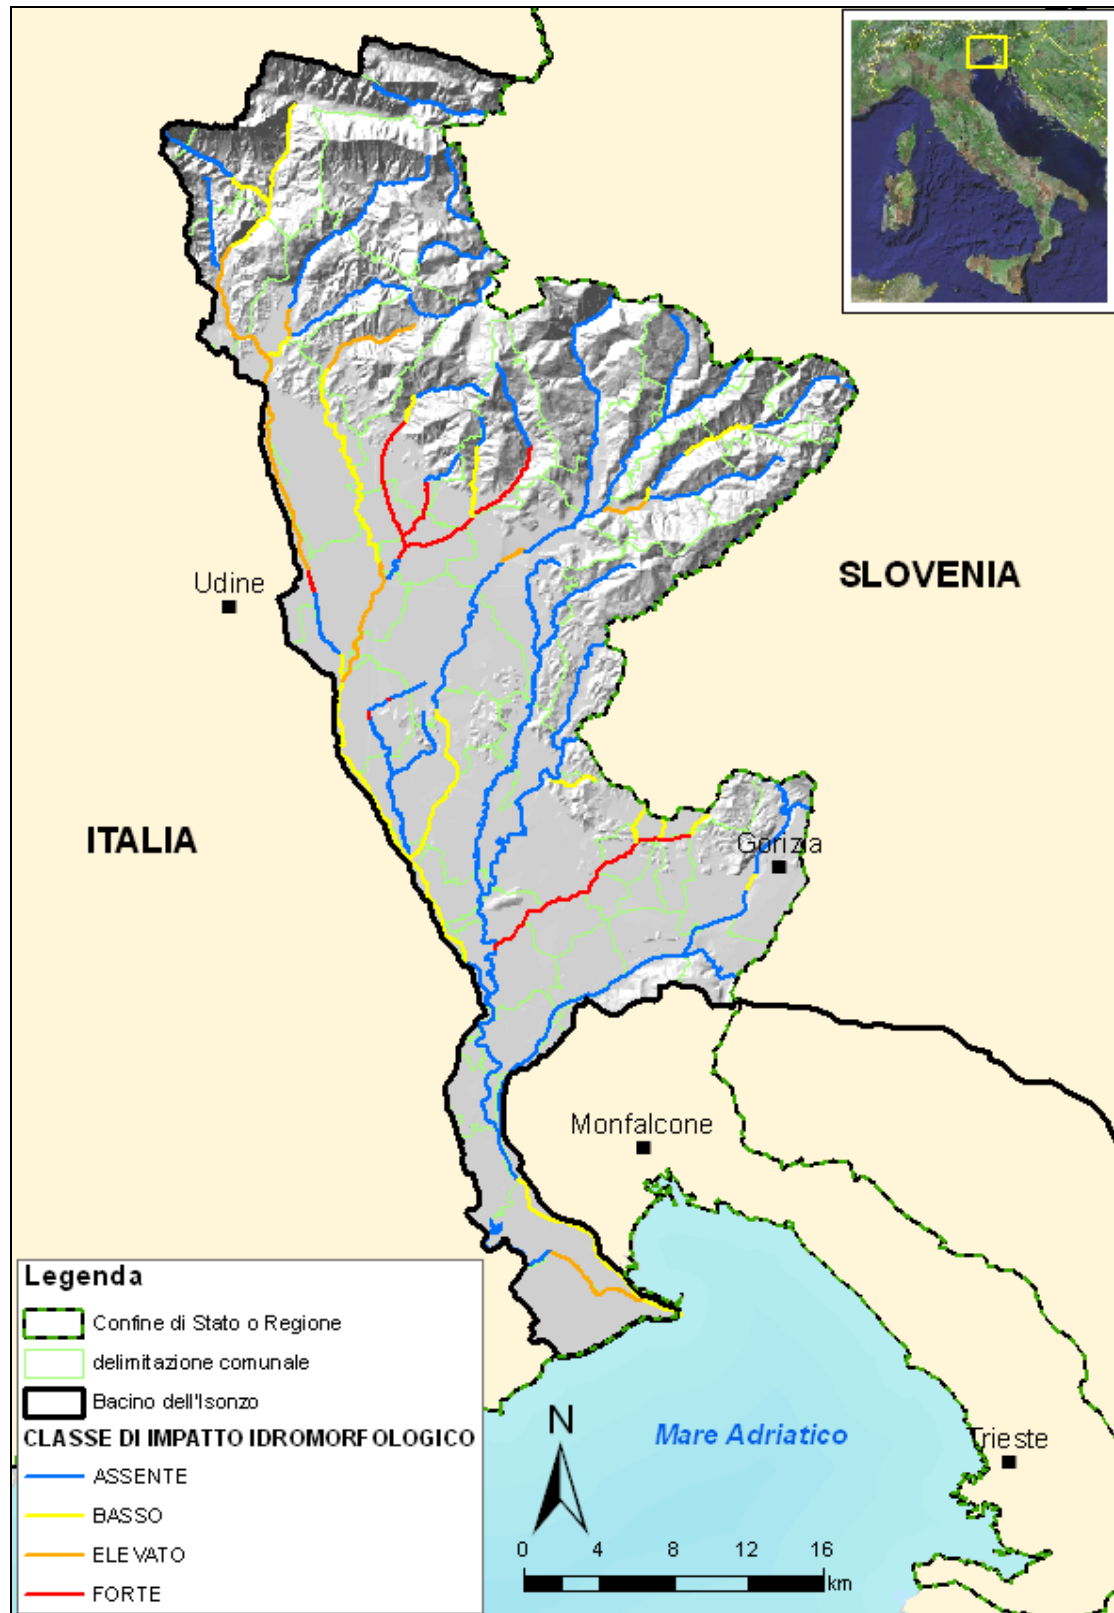 Udine
SLOVENIA
ITALIA
Gorizia
Monfalcone
Mare Adriatico
Trieste
Legenda
Confine di Stato o Regione
delimitazione comunale
Bacino dell'Isonzo
CLASSE DI IMPATTO IDROMORFOLOGICO
ASSENTE
BASSO
ELEVATO
FORTE
N
0 4 8 12 16
km